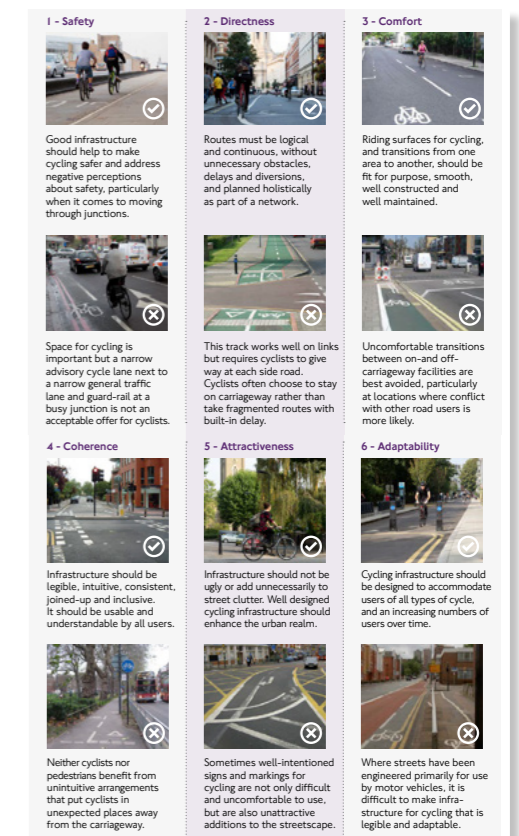 1 - Safety
Good infrastructure
should help to make
cycling safer and address
negative perceptions
about safety, particularly
when it comes to moving
through junctions.
Space for cycling is
important but a narrow
advisory cycle lane next to
a narrow general traffic
lane and guard-rail at a
busy junction is not an
acceptable offer for cyclists.
2 - Directness
Routes must be logical
and continuous, without
unnecessary obstacles,
delays and diversions,
and planned holistically
as part of a network.
This track works well on links
but requires cyclists to give
way at each side road.
Cyclists often choose to stay
on carriageway rather than
take fragmented routes with
built-in delay.
3 - Comfort
Riding surfaces for cycling,
and transitions from one
area to another, should be
fit for purpose, smooth,
well constructed and
well maintained.
Uncomfortable transitions
between on-and off-
carriageway facilities are
best avoided, particularly
at locations where conflict
with other road users is
more likely.
4 - Coherence
Infrastructure should be
legible, intuitive, consistent,
joined-up and inclusive.
It should be usable and
understandable by all users.
Neither cyclists nor
pedestrians benefit from
unintuitive arrangements
that put cyclists in
unexpected places away
from the carriageway.
5 - Attractiveness
Infrastructure should not be
ugly or add unnecessarily to
street clutter. Well designed
cycling infrastructure should
enhance the urban realm.
Sometimes well-intentioned
signs and markings for
cycling are not only difficult
and uncomfortable to use,
but are also unattractive
additions to the streetscape.
6 - Adaptability
Cycling infrastructure should
be designed to accommodate
users of all types of cycle,
and an increasing numbers of
users over time.
Where streets have been
engineered primarily for use
by motor vehicles, it is
difficult to make infra-
structure for cycling that is
legible and adaptable.